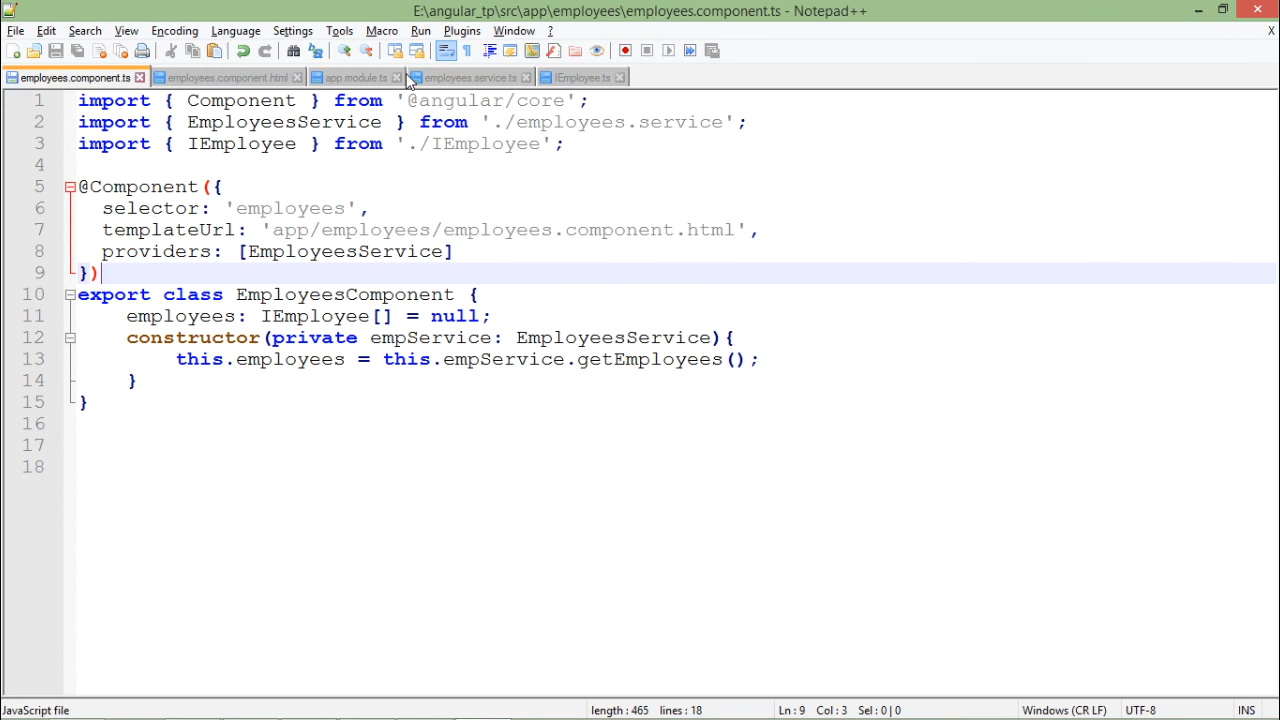 E:\angular_tp\src\app\employees\employees.component.ts - Notepad++
File Edit Search View Encoding Language Settings Tools Macro Run Plugins Window ? X
employees.component.ts employees.component.html app.module.ts employees.service.ts IEmployee.ts
1 import { Component } from '@angular/core';
2 import { EmployeesService } from './employees.service';
3 import { IEmployee } from './IEmployee';
4
5 @Component({
6 selector: 'employees',
7 templateUrl: 'app/employees/employees.component.html',
8 providers: [EmployeesService]
9 })
10 export class EmployeesComponent {
11 employees: IEmployee[] = null;
12 constructor(private empService: EmployeesService){
13 this.employees = this.empService.getEmployees();
14 }
15 }
16
17
18
JavaScript file length : 465 lines : 18 Ln : 9 Col : 3 Sel : 0 | 0 Windows (CR LF) UTF-8 INS